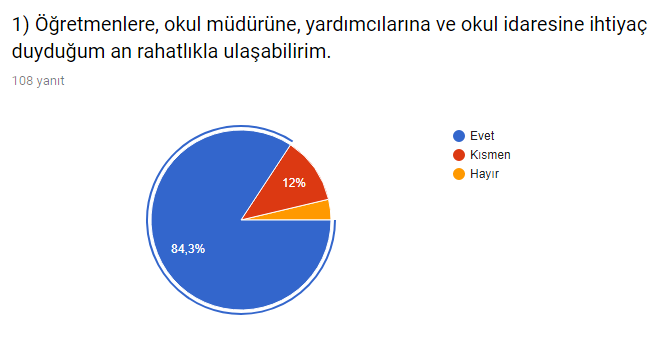 1) Öğretmenlere, okul müdürüne, yardımcılarına ve okul idaresine ihtiyaç
duyduğum an rahatlıkla ulaşabilirim.
108 yanıt
Evet
Kısmen
Hayır
12%
84,3%